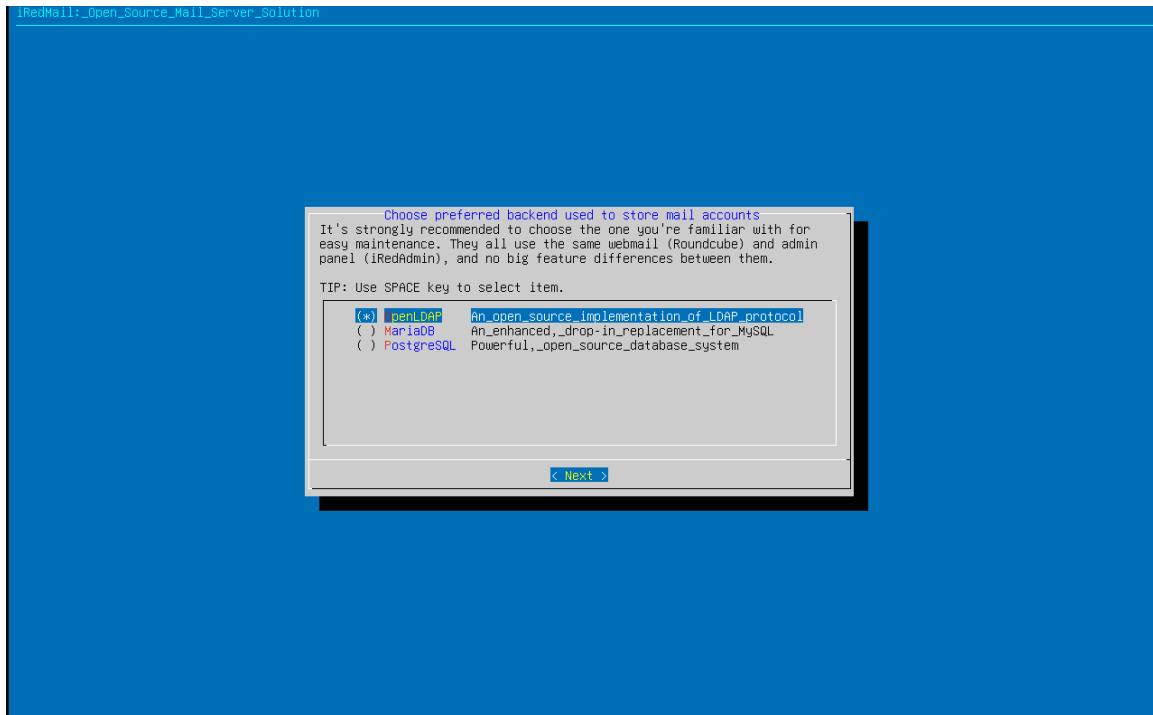 iRedMail:_Open_Source_Mail_Server_Solution
Choose preferred backend used to store mail accounts
It's strongly recommended to choose the one you're familiar with for
easy maintenance. They all use the same webmail (Roundcube) and admin
panel (iRedAdmin), and no big feature differences between them.
TIP: Use SPACE key to select item.
(*) OpenLDAP An_open_source_implementation_of_LDAP_protocol
( ) MariaDB An_enhanced,_drop-in_replacement_for_MySQL
( ) PostgreSQL Powerful,_open_source_database_system
< Next >